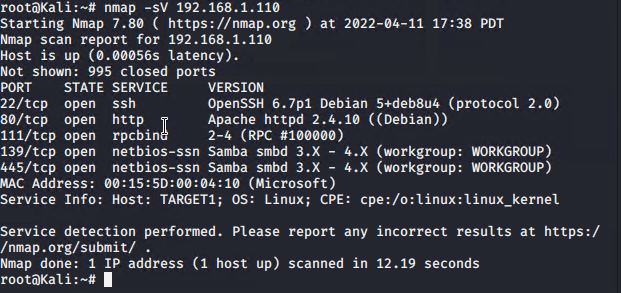 root@Kali:~# nmap -sV 192.168.1.110
Starting Nmap 7.80 ( https://nmap.org ) at 2022-04-11 17:38 PDT
Nmap scan report for 192.168.1.110
Host is up (0.00056s latency).
Not shown: 995 closed ports
PORT    STATE SERVICE     VERSION
22/tcp  open  ssh         OpenSSH 6.7p1 Debian 5+deb8u4 (protocol 2.0)
80/tcp  open  http        Apache httpd 2.4.10 ((Debian))
111/tcp open  rpcbind     2-4 (RPC #100000)
139/tcp open  netbios-ssn Samba smbd 3.X - 4.X (workgroup: WORKGROUP)
445/tcp open  netbios-ssn Samba smbd 3.X - 4.X (workgroup: WORKGROUP)
MAC Address: 00:15:5D:00:04:10 (Microsoft)
Service Info: Host: TARGET1; OS: Linux; CPE: cpe:/o:linux:linux_kernel

Service detection performed. Please report any incorrect results at https:/
/nmap.org/submit/ .
Nmap done: 1 IP address (1 host up) scanned in 12.19 seconds
root@Kali:~#